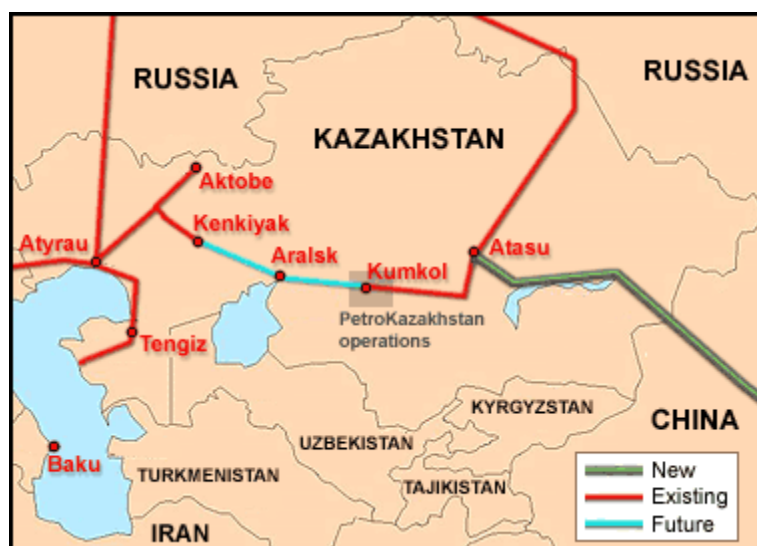 RUSSIA
RUSSIA
KAZAKHSTAN
Aktobe
Kenkiyak
Atyrau
Aralsk
Atasu
Kumkol
PetroKazakhstan
operations
Tengiz
KYRGYZSTAN
CHINA
UZBEKISTAN
Baku
TURKMENISTAN
TAJIKISTAN
IRAN
New
Existing
Future